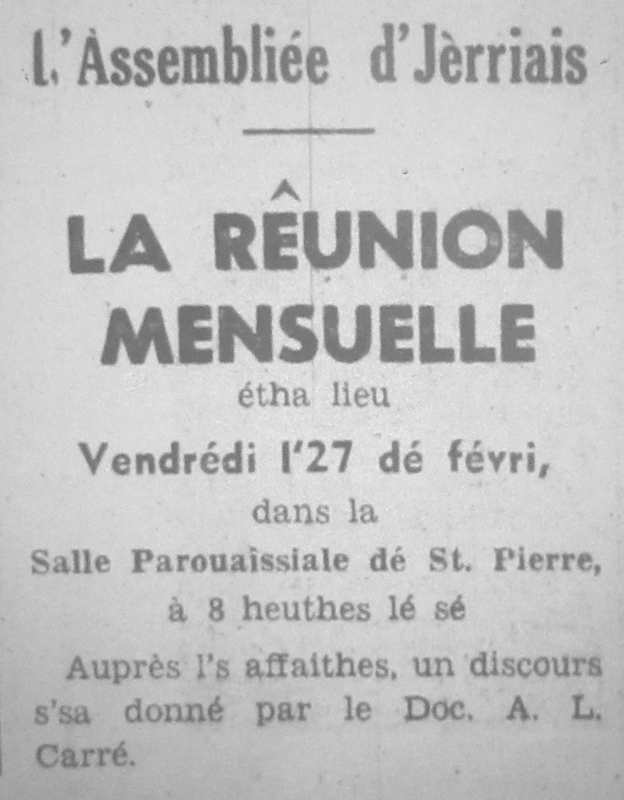 L'Assembliée d'Jèrriais
LA RÊUNION
MENSUELLE
étha lieu
Vendrédi l'27 dé févri,
dans la
Salle Parouaîssiale dé St. Pierre,
à 8 heuthes lé sé
Auprès l's affaithes, un discours
s'sa donné par le Doc. A. L.
Carré.